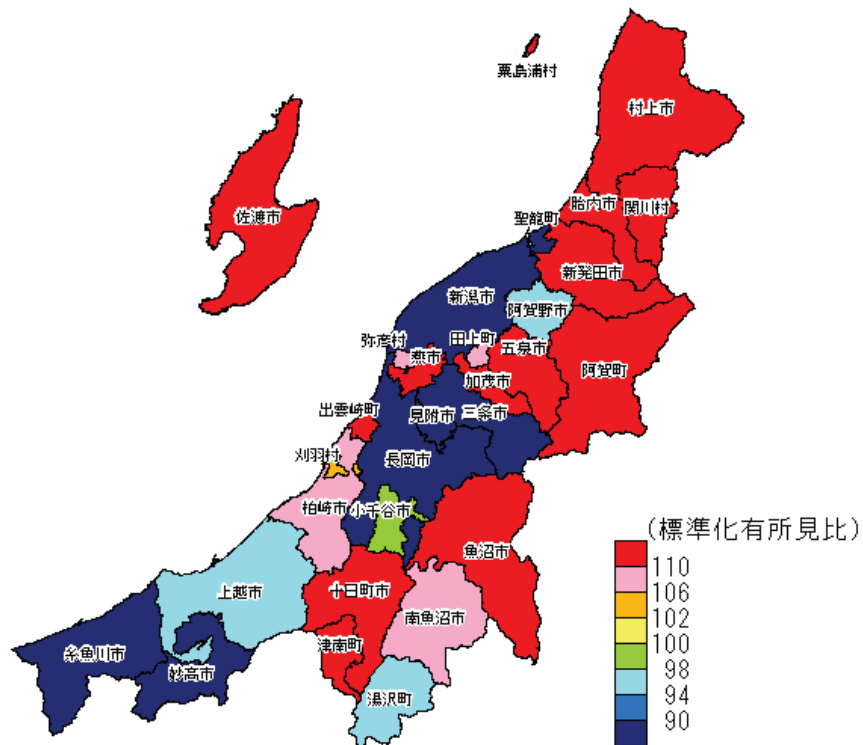 粟島浦村
村上市
佐渡市
胎内市
関川村
聖籠町
新発田市
新潟市
阿賀野市
弥彦村
田上町
燕市
五泉市
阿賀町
加茂市
出雲崎町
見附市
三条市
刈羽村
長岡市
柏崎市
小千谷市
魚沼市
上越市
十日町市
南魚沼市
糸魚川市
津南町
妙高市
湯沢町
(標準化有所見比)
110
106
102
100
98
94
90